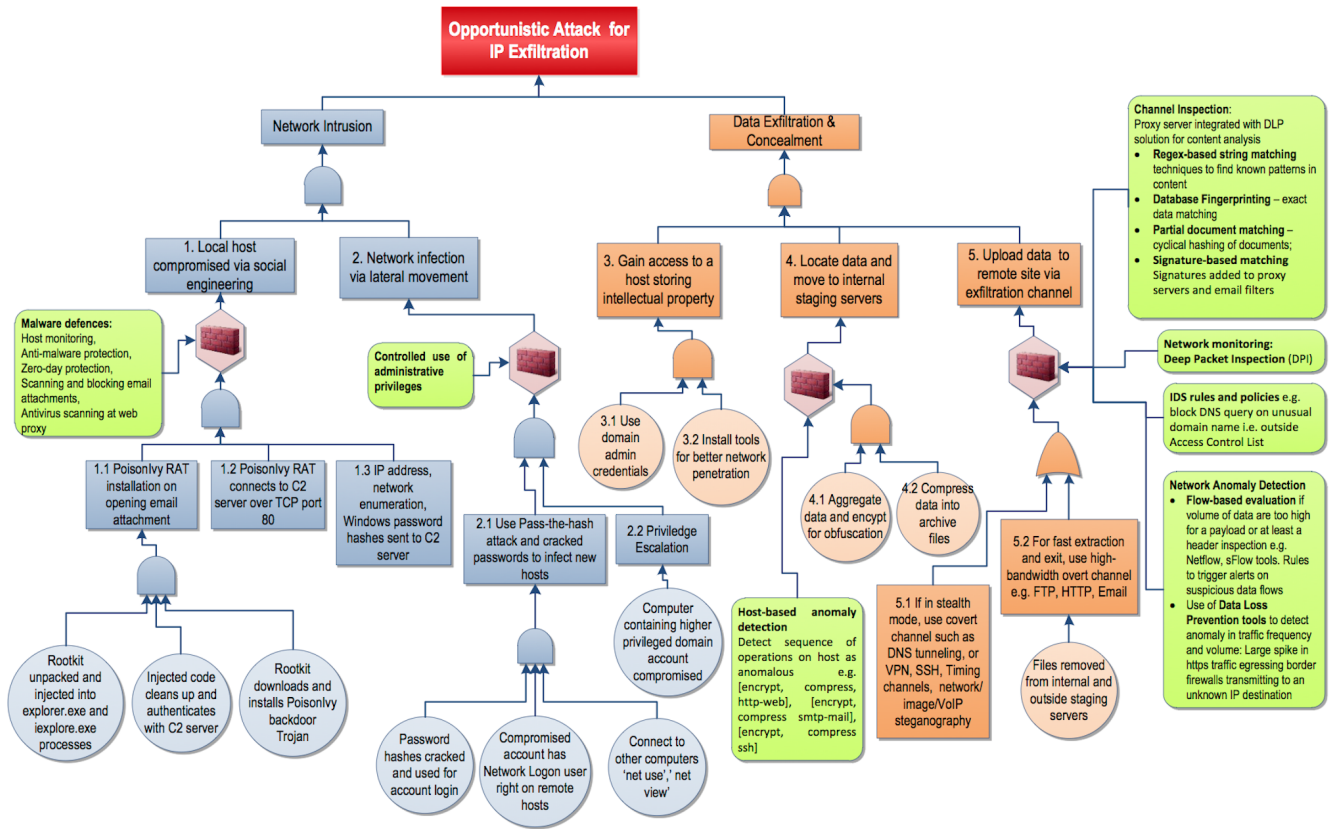 Opportunistic Attack for
IP Exfiltration
Network Intrusion
Data Exfiltration &
Concealment
Channel Inspection:
Proxy server integrated with DLP
solution for content analysis
• Regex-based string matching
techniques to find known patterns in
content
• Database Fingerprinting – exact
data matching
• Partial document matching –
cyclical hashing of documents;
• Signature-based matching
Signatures added to proxy
servers and email filters
1. Local host
compromised via social
engineering
2. Network infection
via lateral movement
3. Gain access to a
host storing
intellectual property
4. Locate data and
move to internal
staging servers
5. Upload data to
remote site via
exfiltration channel
Malware defences:
Host monitoring,
Anti-malware protection,
Zero-day protection,
Scanning and blocking email
attachments,
Antivirus scanning at web
proxy
Controlled use of
administrative
privileges
Network monitoring:
Deep Packet Inspection (DPI)
IDS rules and policies e.g.
block DNS query on unusual
domain name i.e. outside
Access Control List
3.1 Use
domain
admin
credentials
3.2 Install tools
for better network
penetration
1.1 PoisonIvy RAT
installation on
opening email
attachment
1.2 PoisonIvy RAT
connects to C2
server over TCP port
80
1.3 IP address,
network
enumeration,
Windows password
hashes sent to C2
server
4.1 Aggregate
data and encypt
for obfuscation
4.2 Compress
data into
archive
files
Network Anomaly Detection
• Flow-based evaluation if
volume of data are too high
for a payload or at least a
header inspection e.g.
Netflow, sFlow tools. Rules
to trigger alerts on
suspicious data flows
• Use of Data Loss
Prevention tools to detect
anomaly in traffic frequency
and volume: Large spike in
https traffic egressing border
firewalls transmitting to an
unknown IP destination
2.1 Use Pass-the-hash
attack and cracked
passwords to infect new
hosts
2.2 Priviledge
Escalation
5.2 For fast extraction
and exit, use high-
bandwidth overt channel
e.g. FTP, HTTP, Email
5.1 If in stealth
mode, use covert
channel such as
DNS tunneling, or
VPN, SSH, Timing
channels, network/
image/VoIP
steganography
Host-based anomaly
detection
Detect sequence of
operations on host as
anomalous e.g.
[encrypt, compress,
http-web], [encrypt,
compress smtp-mail],
[encrypt, compress
ssh]
Computer
containing higher
privileged domain
account
compromised
Files removed
from internal and
outside staging
servers
Rootkit
unpacked and
injected into
explorer.exe and
iexplore.exe
processes
Injected code
cleans up and
authenticates
with C2 server
Rootkit
downloads and
installs PoisonIvy
backdoor
Trojan
Password
hashes cracked
and used for
account login
Compromised
account has
Network Logon user
right on remote
hosts
Connect to
other computers
‘net use’,’ net
view’